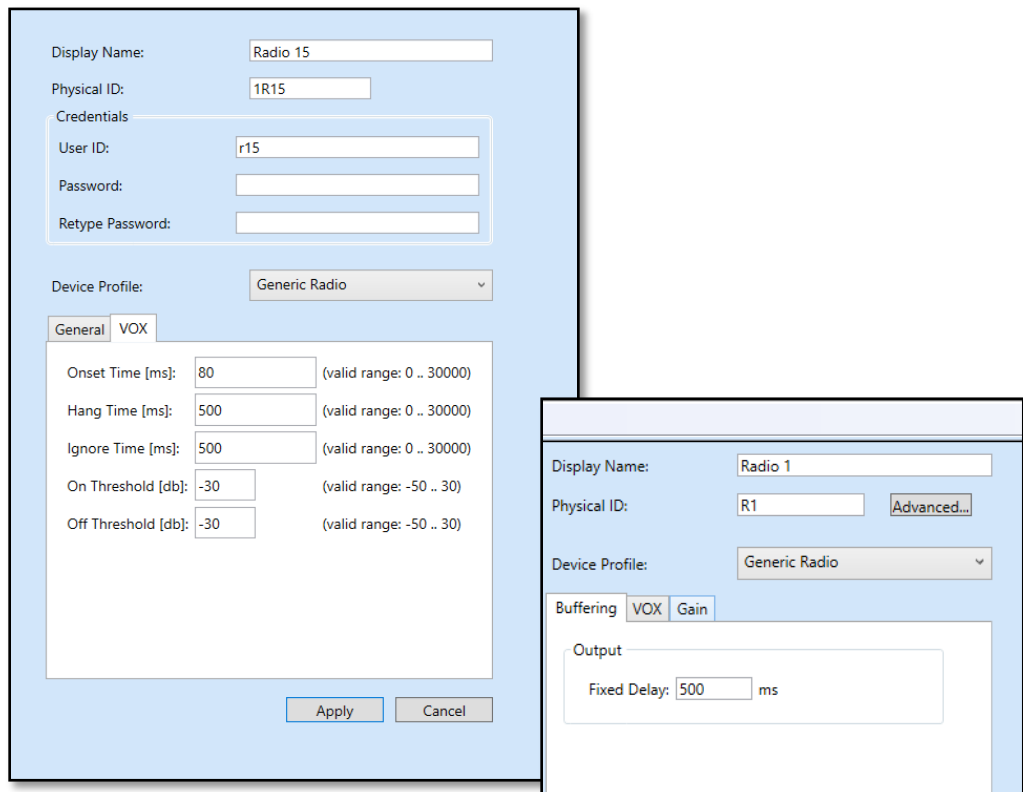 Display Name: Radio 15
Physical ID: 1R15
Credentials
User ID: r15
Password:
Retype Password:
Device Profile: Generic Radio
General VOX
Onset Time [ms]: 80 (valid range: 0 .. 30000)
Hang Time [ms]: 500 (valid range: 0 .. 30000)
Ignore Time [ms]: 500 (valid range: 0 .. 30000)
On Threshold [db]: -30 (valid range: -50 .. 30)
Off Threshold [db]: -30 (valid range: -50 .. 30)
Apply Cancel
Display Name: Radio 1
Physical ID: R1 Advanced...
Device Profile: Generic Radio
Buffering VOX Gain
Output
Fixed Delay: 500 ms